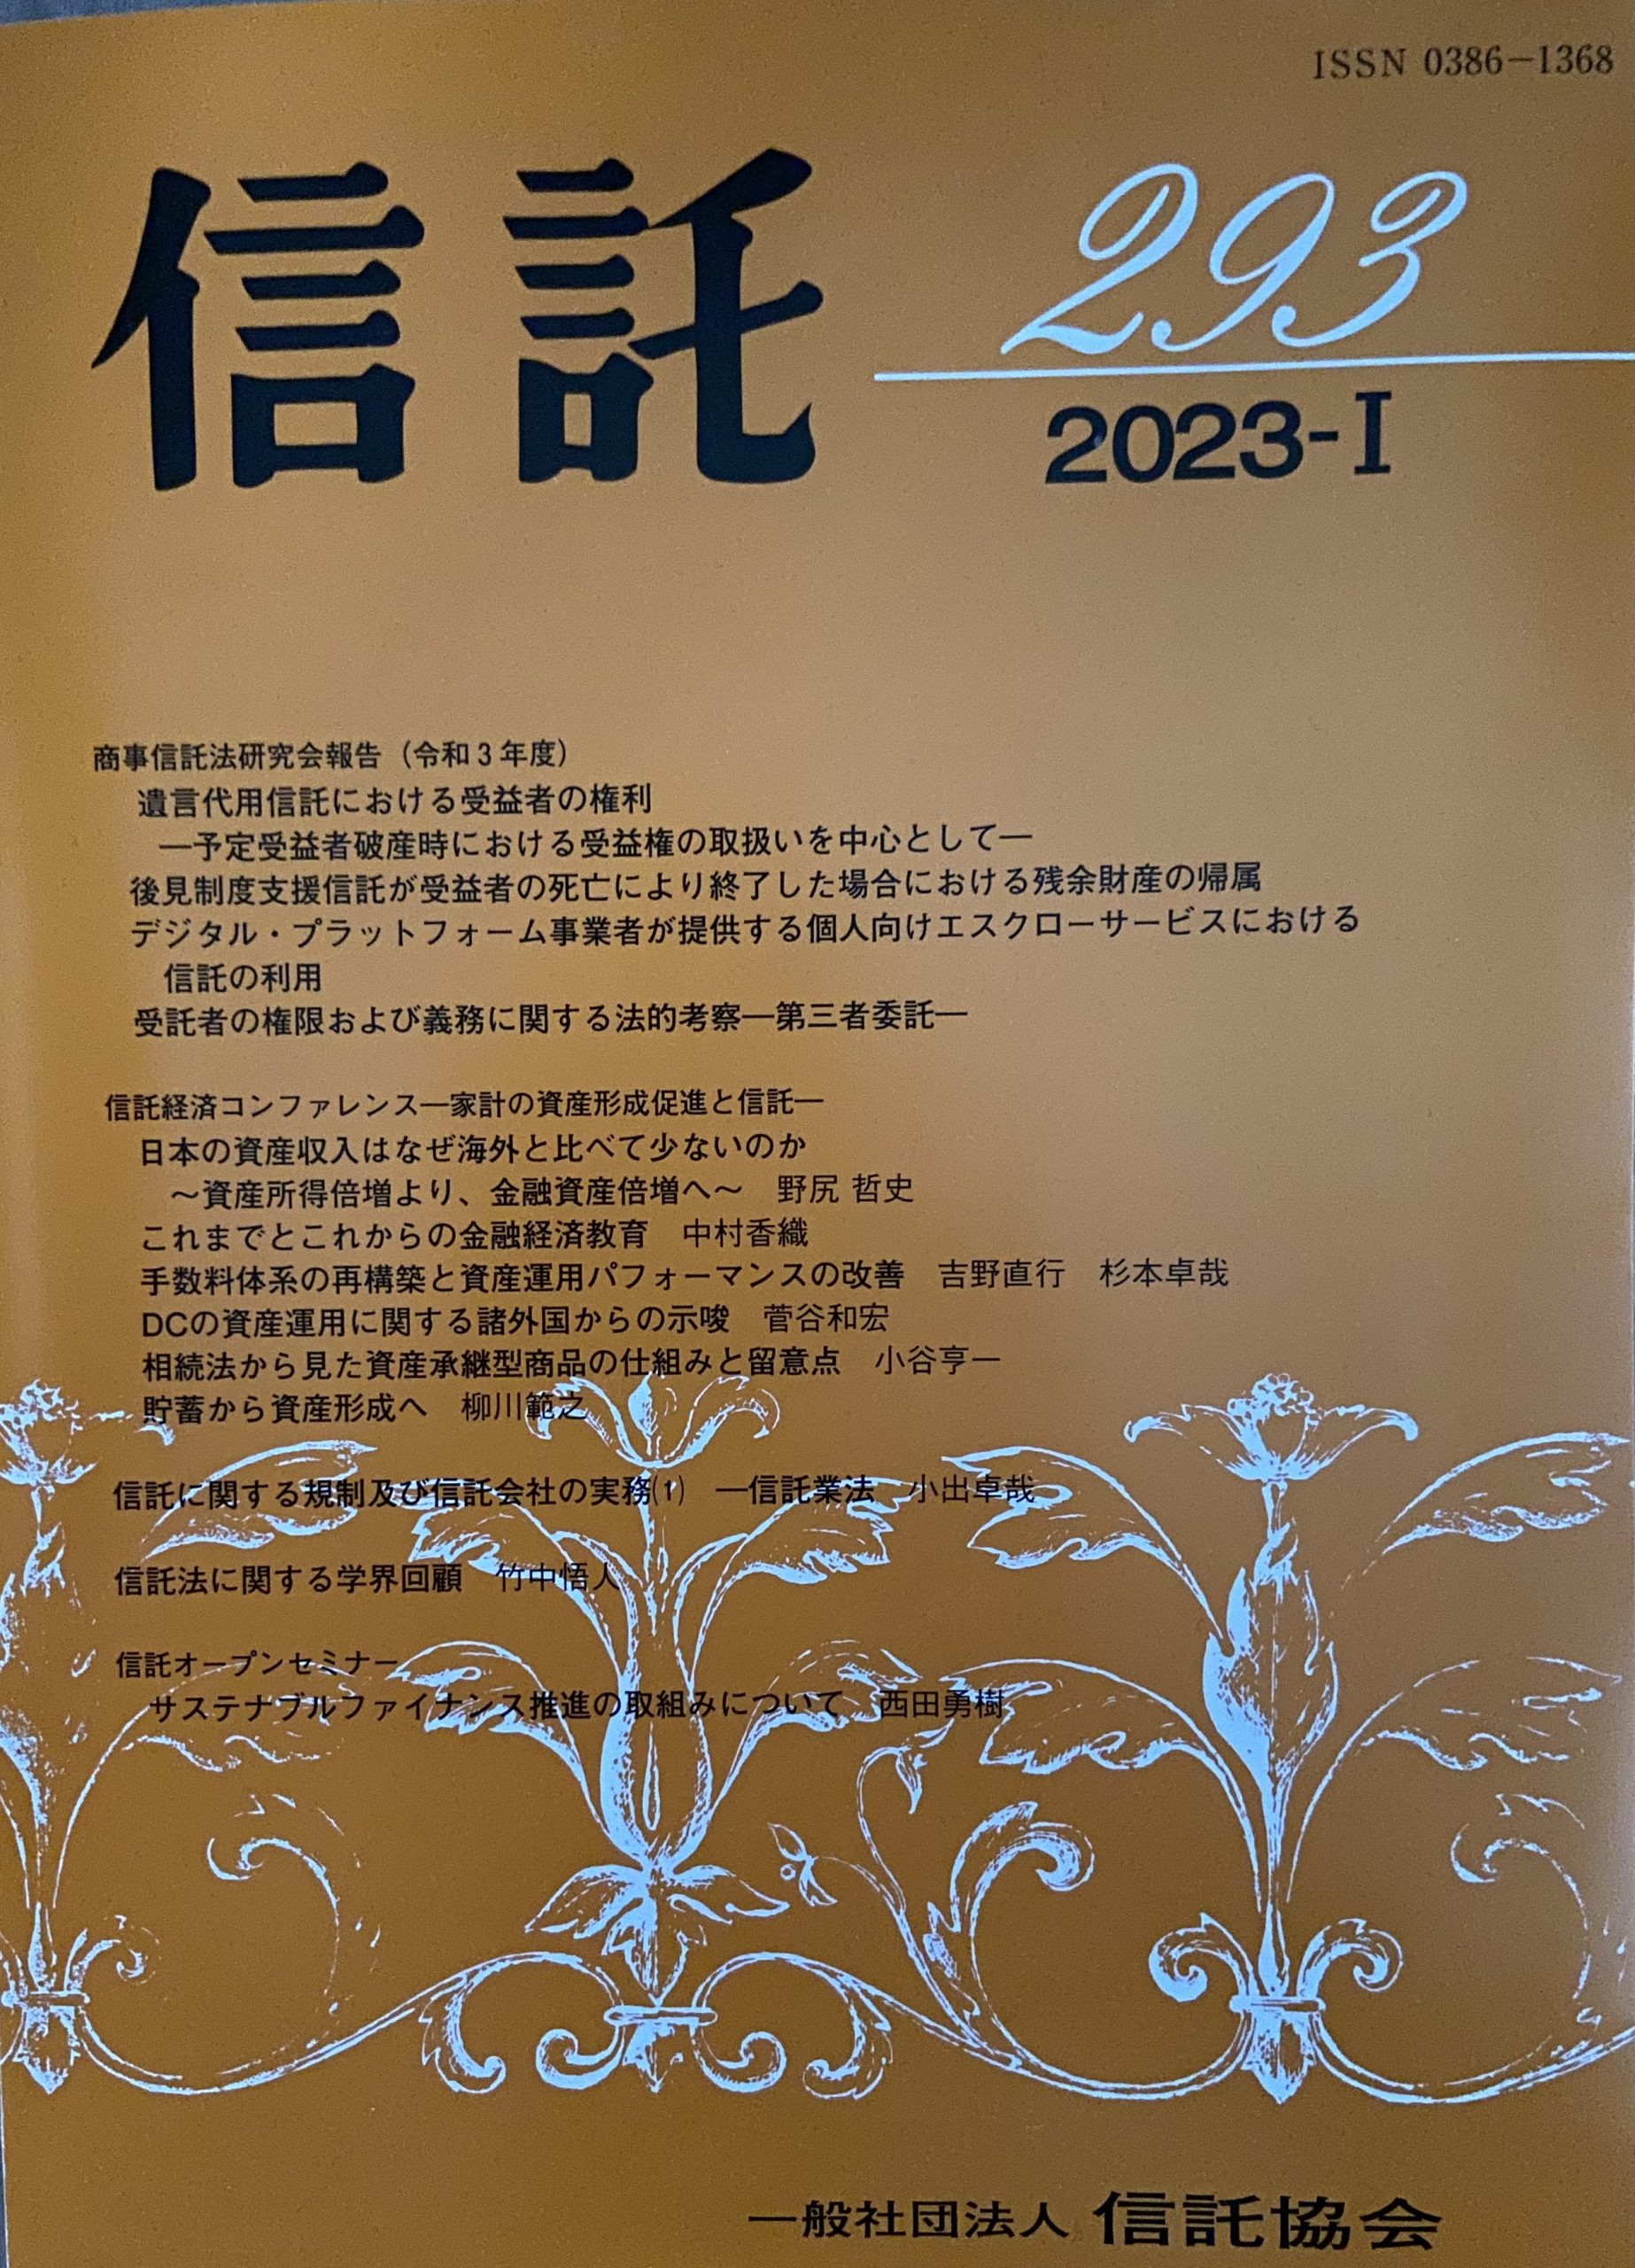 ISSN 0386-1368
信託
293
2023-I
商事信託法研究会報告（令和3年度）
遺言代用信託における受益者の権利
―予定受益者破産時における受益権の取扱いを中心として―
後見制度支援信託が受益者の死亡により終了した場合における残余財産の帰属
デジタル・プラットフォーム事業者が提供する個人向けエスクローサービスにおける
信託の利用
受託者の権限および義務に関する法的考察―第三者委託―
信託経済コンファレンス―家計の資産形成促進と信託―
日本の資産収入はなぜ海外と比べて少ないのか
～資産所得倍増より、金融資産倍増へ～　野尻 哲史
これまでとこれからの金融経済教育　中村香織
手数料体系の再構築と資産運用パフォーマンスの改善　吉野直行　杉本卓哉
DCの資産運用に関する諸外国からの示唆　菅谷和宏
相続法から見た資産承継型商品の仕組みと留意点　小谷亨一
貯蓄から資産形成へ　柳川範之
信託に関する規制及び信託会社の実務⑴　―信託業法　小出卓哉
信託法に関する学界回顧　竹中悟人
信託オープンセミナー
サステナブルファイナンス推進の取組みについて　西田勇樹
一般社団法人 信託協会